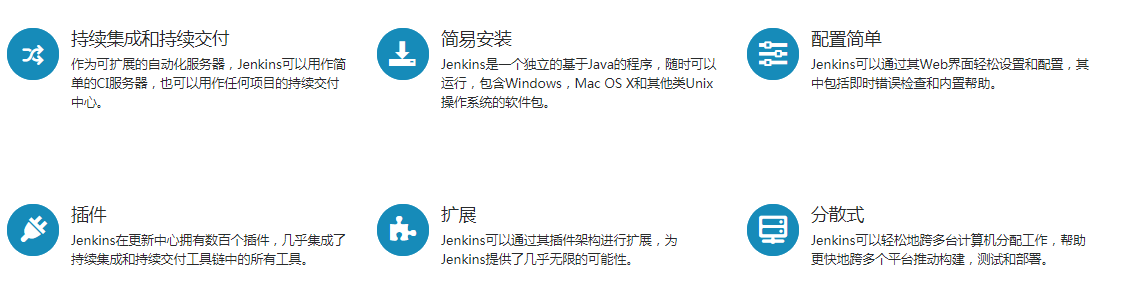 持续集成和持续交付
作为可扩展的自动化服务器，Jenkins可以用作简
单的CI服务器，也可以用作任何项目的持续交付
中心。
简易安装
Jenkins是一个独立的基于Java的程序，随时可以
运行，包含Windows，Mac OS X和其他类Unix
操作系统的软件包。
配置简单
Jenkins可以通过其Web界面轻松设置和配置，其
中包括即时错误检查和内置帮助。
插件
Jenkins在更新中心拥有数百个插件，几乎集成了
持续集成和持续交付工具链中的所有工具。
扩展
Jenkins可以通过其插件架构进行扩展，为
Jenkins提供了几乎无限的可能性。
分散式
Jenkins可以轻松地跨多台计算机分配工作，帮助
更快地跨多个平台推动构建，测试和部署。